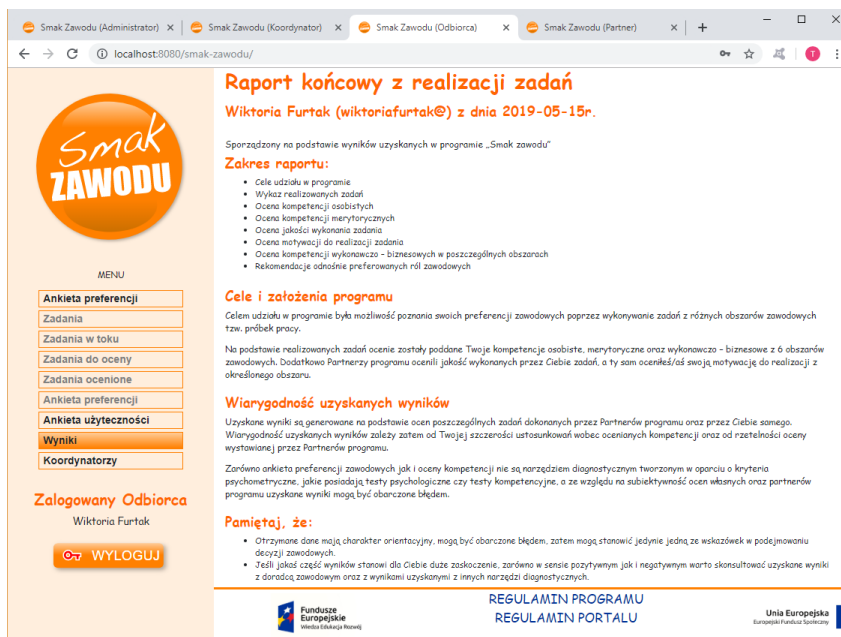 Smak Zawodu (Administrator)
Smak Zawodu (Koordynator)
Smak Zawodu (Odbiorca)
Smak Zawodu (Partner)
localhost:8080/smak-zawodu/
T
Smak
ZAWODU
MENU
Ankieta preferencji
Zadania
Zadania w toku
Zadania do oceny
Zadania ocenione
Ankieta preferencji
Ankieta użyteczności
Wyniki
Koordynatorzy
Zalogowany Odbiorca
Wiktoria Furtak
WYLOGUJ
Raport końcowy z realizacji zadań
Wiktoria Furtak (wiktoriafurtak@) z dnia 2019-05-15r.
Sporządzony na podstawie wyników uzyskanych w programie „Smak zawodu"
Zakres raportu:
• Cele udziału w programie
• Wykaz realizowanych zadań
• Ocena kompetencji osobistych
• Ocena kompetencji merytorycznych
• Ocena jakości wykonania zadania
• Ocena motywacji do realizacji zadania
• Ocena kompetencji wykonawczo – biznesowych w poszczególnych obszarach
• Rekomendacje odnośnie preferowanych ról zawodowych
Cele i założenia programu
Celem udziału w programie była możliwość poznania swoich preferencji zawodowych poprzez wykonywanie zadań z różnych obszarów zawodowych
tzw. próbek pracy.
Na podstawie realizowanych zadań ocenie zostały poddane Twoje kompetencje osobiste, merytoryczne oraz wykonawczo – biznesowe z 6 obszarów
zawodowych. Dodatkowo Partnerzy programu ocenili jakość wykonanych przez Ciebie zadań, a ty sam oceniłeś/aś swoją motywację do realizacji z
określonego obszaru.
Wiarygodność uzyskanych wyników
Uzyskane wyniki są generowane na podstawie ocen poszczególnych zadań dokonanych przez Partnerów programu oraz przez Ciebie samego.
Wiarygodność uzyskanych wyników zależy zatem od Twojej szczerości ustosunkowań wobec ocenianych kompetencji oraz od rzetelności oceny
wystawianej przez Partnerów programu.
Zarówno ankieta preferencji zawodowych jak i oceny kompetencji nie są narzędziem diagnostycznym tworzonym w oparciu o kryteria
psychometryczne, jakie posiadają testy psychologiczne czy testy kompetencyjne, a ze względu na subiektywność ocen własnych oraz partnerów
programu uzyskane wyniki mogą być obarczone błędem.
Pamiętaj, że:
• Otrzymane dane mają charakter orientacyjny, mogą być obarczone błędem, zatem mogą stanowić jedynie jedną ze wskazówek w podejmowaniu
decyzji zawodowych.
• Jeśli jakaś część wyników stanowi dla Ciebie duże zaskoczenie, zarówno w sensie pozytywnym jak i negatywnym warto skonsultować uzyskane wyniki
z doradcą zawodowym oraz z wynikami uzyskanymi z innych narzędzi diagnostycznych.
Fundusze
Europejskie
Wiedza Edukacja Rozwój
REGULAMIN PROGRAMU
REGULAMIN PORTALU
Unia Europejska
Europejski Fundusz Społeczny